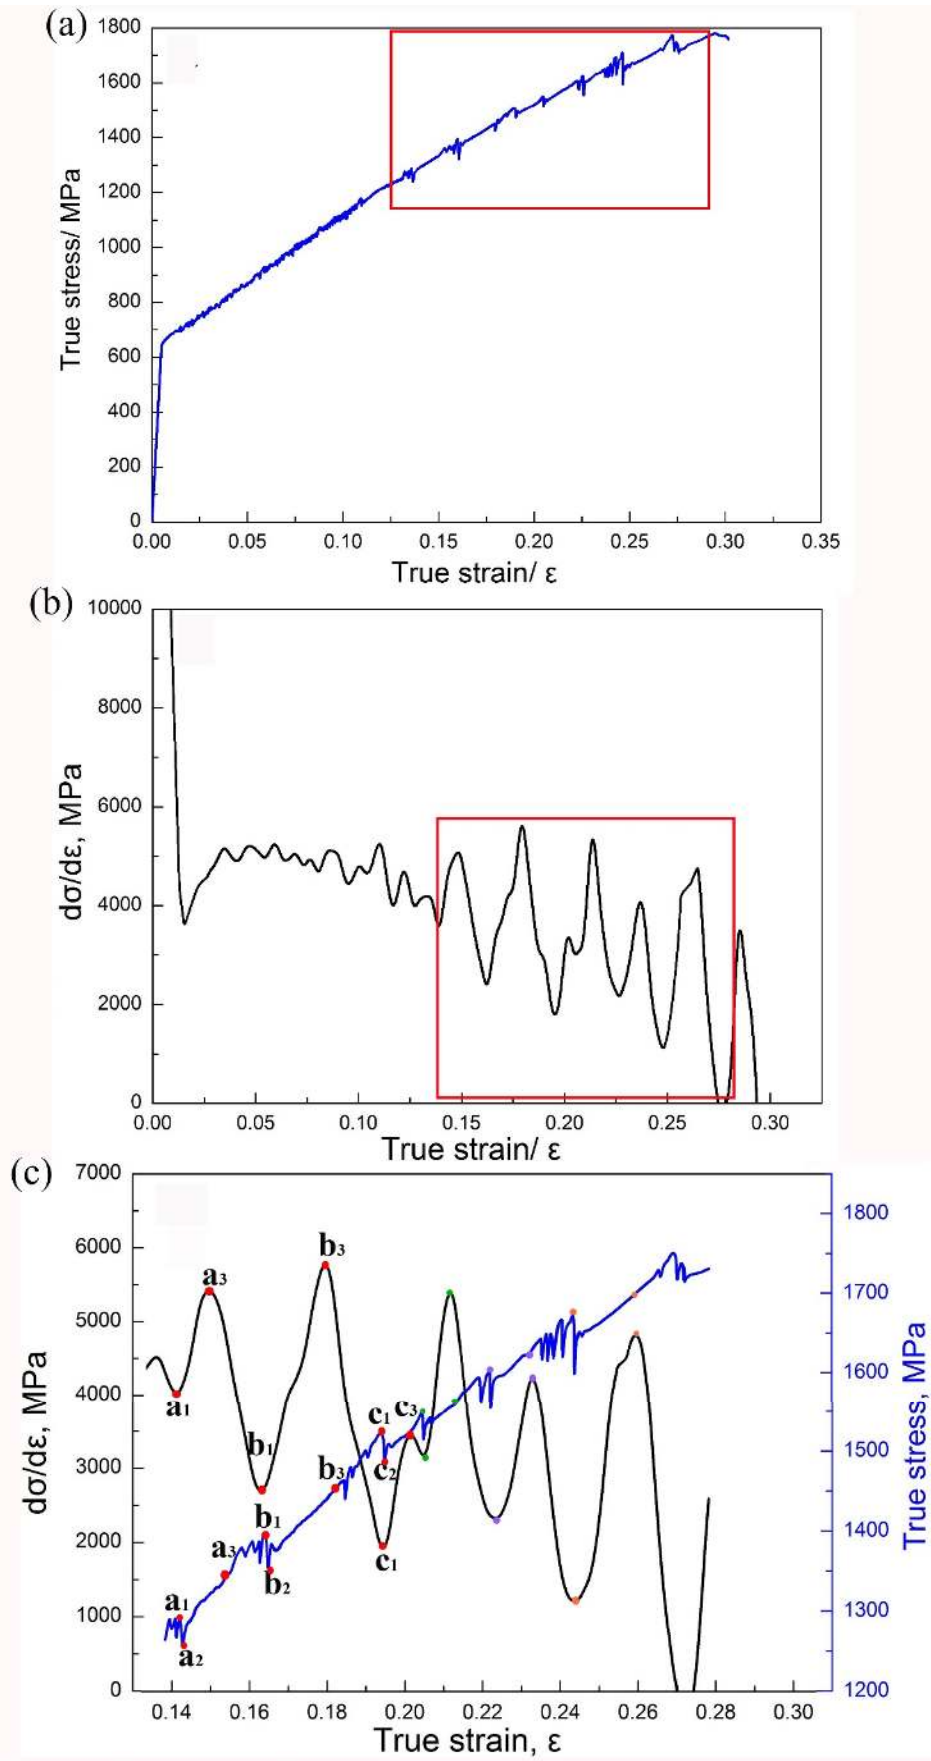 (a)
1800
1600
1400
1200
1000
800
600
400
200
0
True stress/ MPa
0.00 0.05 0.10 0.15 0.20 0.25 0.30 0.35
True strain/ ε
(b)
10000
8000
6000
4000
2000
0
dσ/dε, MPa
0.00 0.05 0.10 0.15 0.20 0.25 0.30
True strain/ ε
(c)
7000
6000
5000
4000
3000
2000
1000
0
dσ/dε, MPa
b3
a3
a1
c1 c3
b1
b3
c2
b1
a3
c1
b2
a1
a2
1800
1700
1600
1500
1400
1300
1200
True stress, MPa
0.14 0.16 0.18 0.20 0.22 0.24 0.26 0.28 0.30
True strain, ε